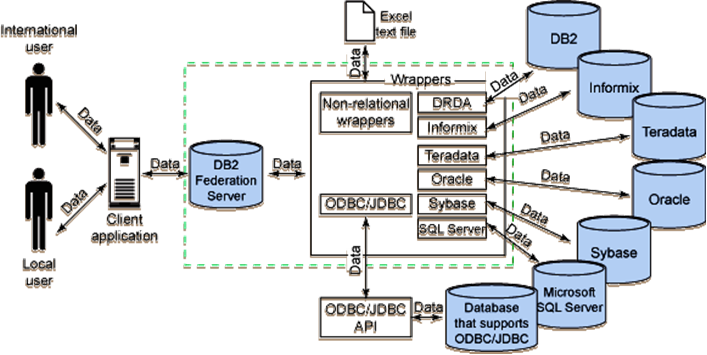 International
user
Excel
text file
DB2
Data
Wrappers
Data
Data
Informix
Non-relational
wrappers
DRDA
Data
Informix
Data
Teradata
DB2
Federation
Server
Data
Data
Teradata
Data
Oracle
Data
Oracle
Data
ODBC/JDBC
Sybase
Data
Client
application
SQL Server
Data
Sybase
Local
user
Data
Microsoft
SQL Server
ODBC/JDBC
API
Data
Database
that supports
ODBC/JDBC